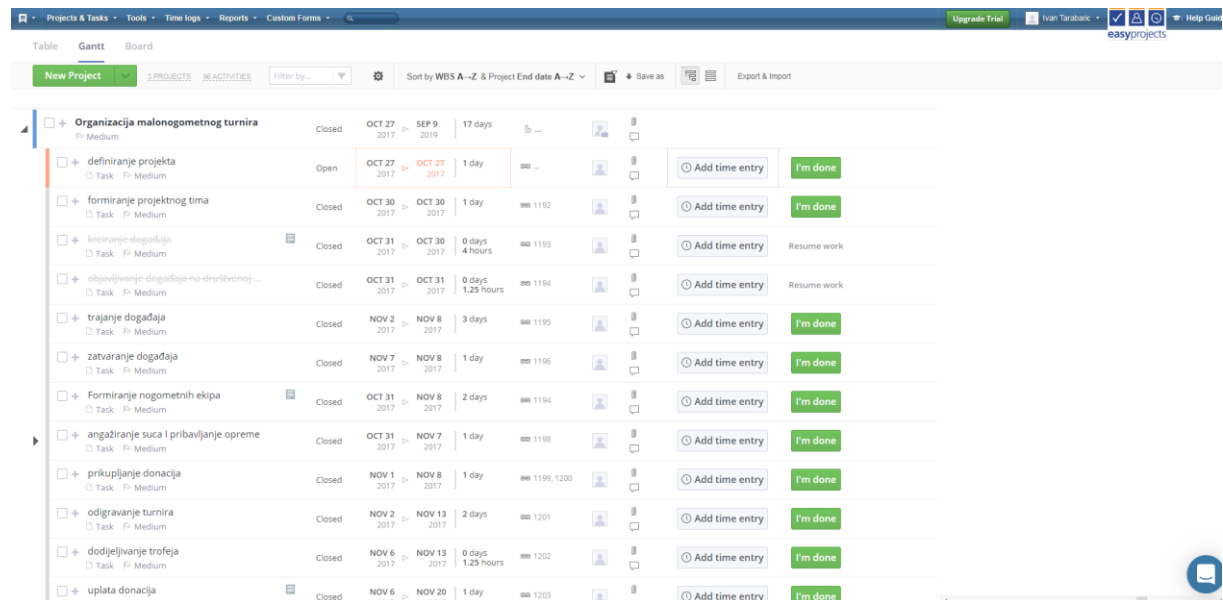 Projects & Tasks Tools Time logs Reports Custom Forms Upgrade Trial Ivan Tarabaric Help Guid
easyprojects
Table Gantt Board
New Project 3 PROJECTS 96 ACTIVITIES Filter by... Sort by WBS A→Z & Project End date A→Z Save as Export & Import
Organizacija malonogometnog turnira Closed OCT 27 SEP 9 17 days ...
Medium 2017 2019
definiranje projekta Open OCT 27 OCT 27 1 day ... Add time entry I'm done
Task Medium 2017 2017
formiranje projektnog tima Closed OCT 30 OCT 30 1 day 1192 Add time entry I'm done
Task Medium 2017 2017
kreiranje događaja Closed OCT 31 OCT 30 0 days 1193 Add time entry Resume work
Task Medium 2017 2017 4 hours
objavljivanje događaja na društvenoj ... Closed OCT 31 OCT 31 0 days 1194 Add time entry Resume work
Task Medium 2017 2017 1.25 hours
trajanje događaja Closed NOV 2 NOV 8 3 days 1195 Add time entry I'm done
Task Medium 2017 2017
zatvaranje događaja Closed NOV 7 NOV 8 1 day 1196 Add time entry I'm done
Task Medium 2017 2017
Formiranje nogometnih ekipa Closed OCT 31 NOV 8 2 days 1194 Add time entry I'm done
Task Medium 2017 2017
angažiranje suca I pribavljanje opreme Closed OCT 31 NOV 7 1 day 1198 Add time entry I'm done
Task Medium 2017 2017
prikupljanje donacija Closed NOV 1 NOV 8 1 day 1199, 1200 Add time entry I'm done
Task Medium 2017 2017
odigravanje turnira Closed NOV 2 NOV 13 2 days 1201 Add time entry I'm done
Task Medium 2017 2017
dodijeljivanje trofeja Closed NOV 6 NOV 13 0 days 1202 Add time entry I'm done
Task Medium 2017 2017 1.25 hours
uplata donacija Closed NOV 6 NOV 20 1 day 1203 Add time entry I'm done